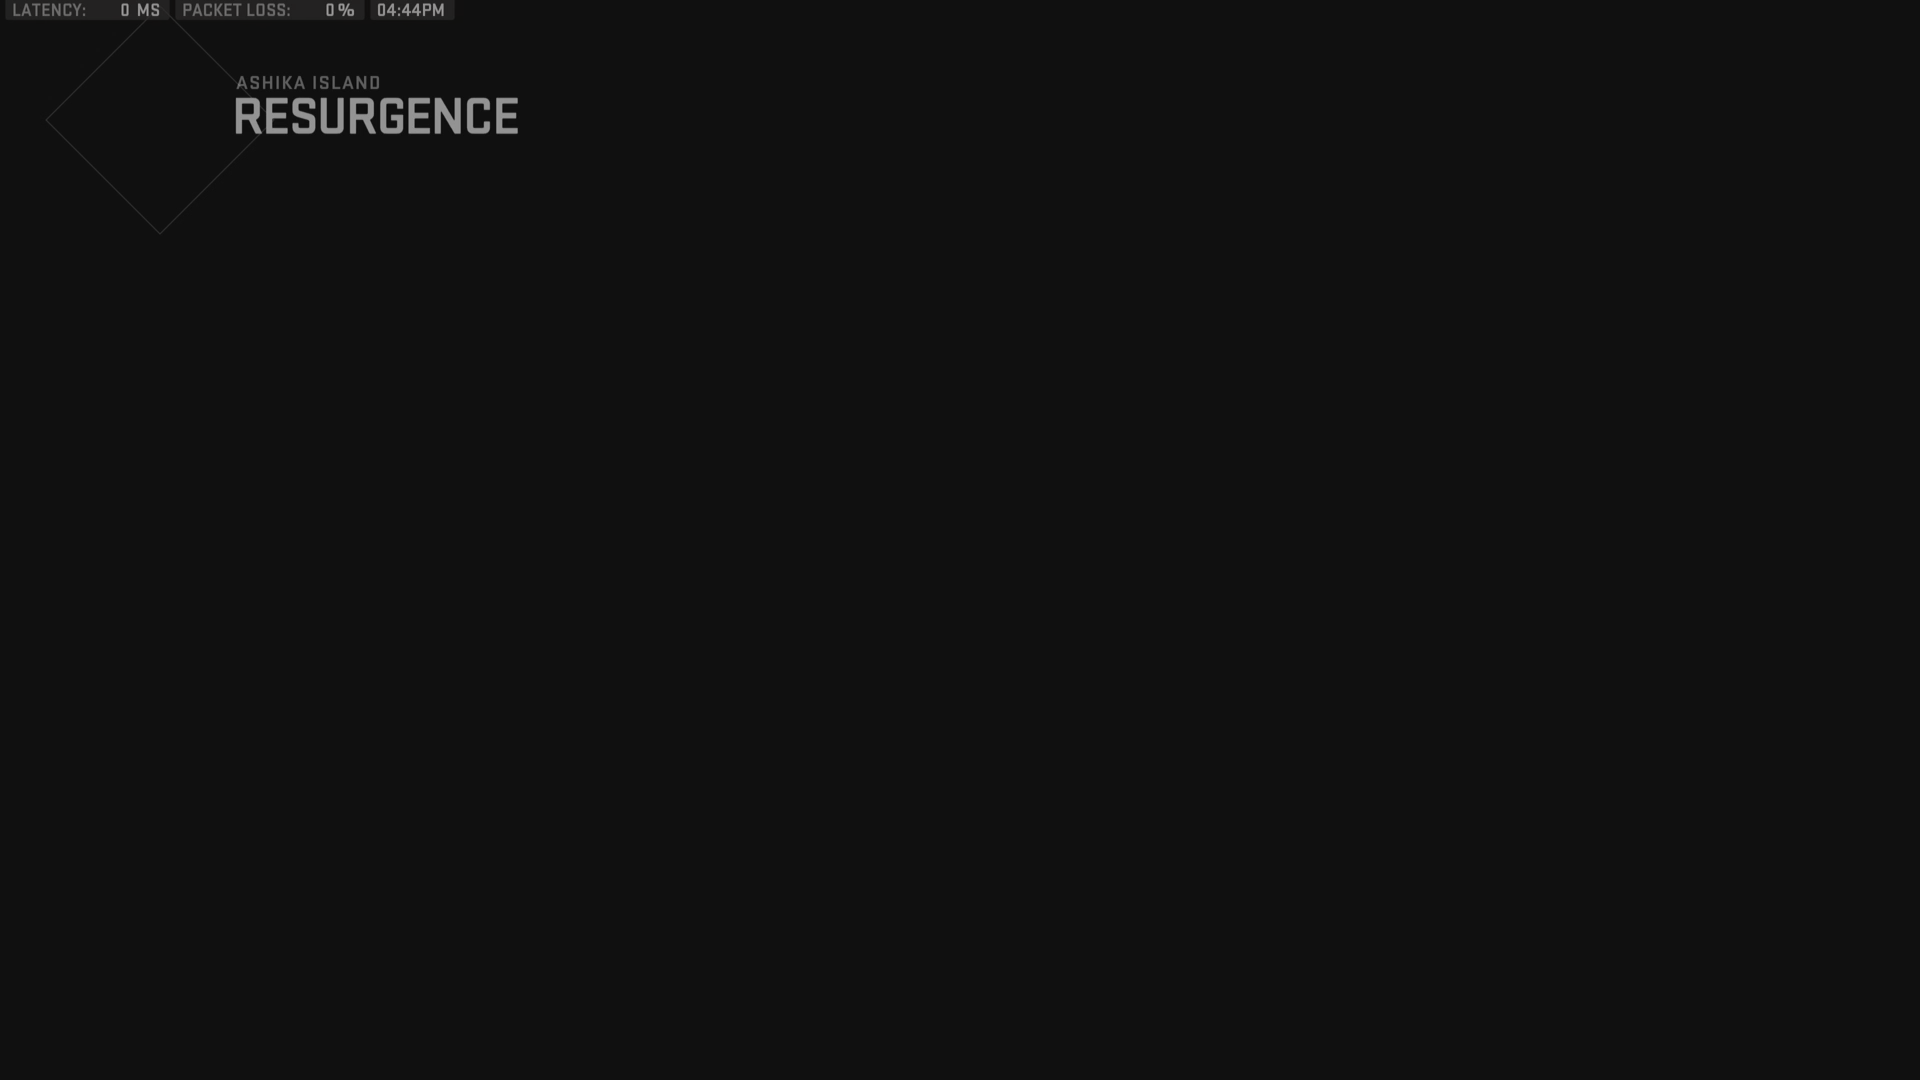 LATENCY: 0 MS PACKET LOSS: 0 % 04:44PM
ASHIKA ISLAND
RESURGENCE